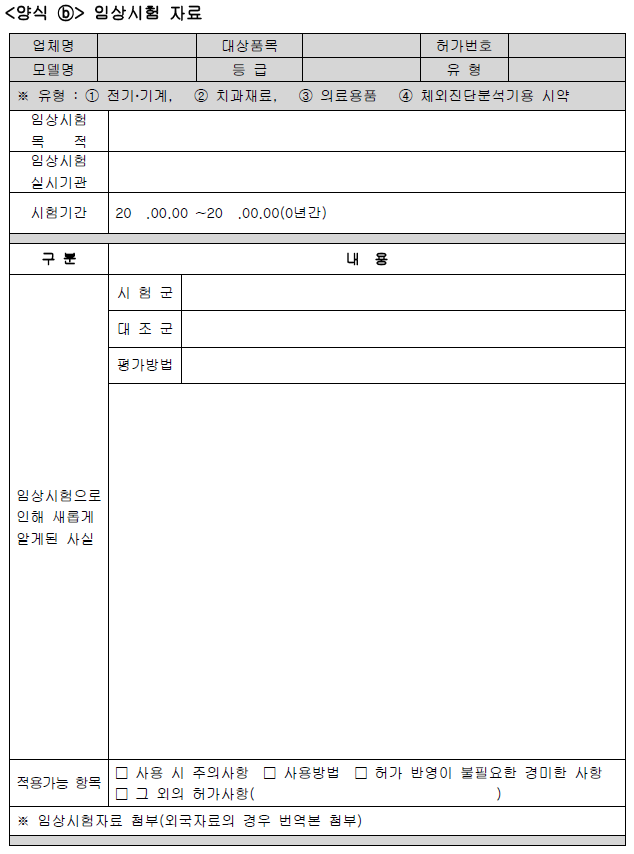 <양식 ⓑ> 임상시험 자료
업체명 대상품목 허가번호
모델명 등 급 유 형
※ 유형 : ① 전기·기계, ② 치과재료, ③ 의료용품 ④ 체외진단분석기용 시약
임상시험
목 적
임상시험
실시기관
시험기간 20 .00.00 ~20 .00.00(0년간)
구 분 내 용
시 험 군
대 조 군
평가방법
임상시험으로
인해 새롭게
알게된 사실
적용가능 항목
□ 사용 시 주의사항 □ 사용방법 □ 허가 반영이 불필요한 경미한 사항
□ 그 외의 허가사항( )
※ 임상시험자료 첨부(외국자료의 경우 번역본 첨부)